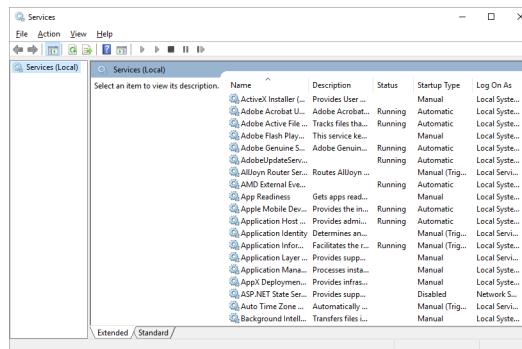 Services
File Action View Help
Services (Local)
Services (Local)
Select an item to view its description.
Name Description Status Startup Type Log On As
ActiveX Installer (... Provides User ... Manual Local Syste...
Adobe Acrobat U... Adobe Acrobat... Running Automatic Local Syste...
Adobe Active File ... Tracks files tha... Running Automatic Local Syste...
Adobe Flash Play... This service ke... Manual Local Syste...
Adobe Genuine S... Adobe Genuin... Running Automatic Local Syste...
AdobeUpdateServ... Running Automatic Local Syste...
AllJoyn Router Ser... Routes AllJoyn ... Manual (Trig... Local Servi...
AMD External Eve... Running Automatic Local Syste...
App Readiness Gets apps read... Manual Local Syste...
Apple Mobile Dev... Provides the in... Running Automatic Local Syste...
Application Host ... Provides admi... Running Automatic Local Syste...
Application Identity Determines an... Manual (Trig... Local Servi...
Application Infor... Facilitates the r... Running Manual (Trig... Local Syste...
Application Layer ... Provides supp... Manual Local Servi...
Application Mana... Processes insta... Manual Local Syste...
AppX Deploymen... Provides infras... Manual Local Syste...
ASP.NET State Ser... Provides supp... Disabled Network S...
Auto Time Zone ... Automatically ... Manual (Trig... Local Servi...
Background Intell... Transfers files i... Manual Local Syste...
Extended Standard